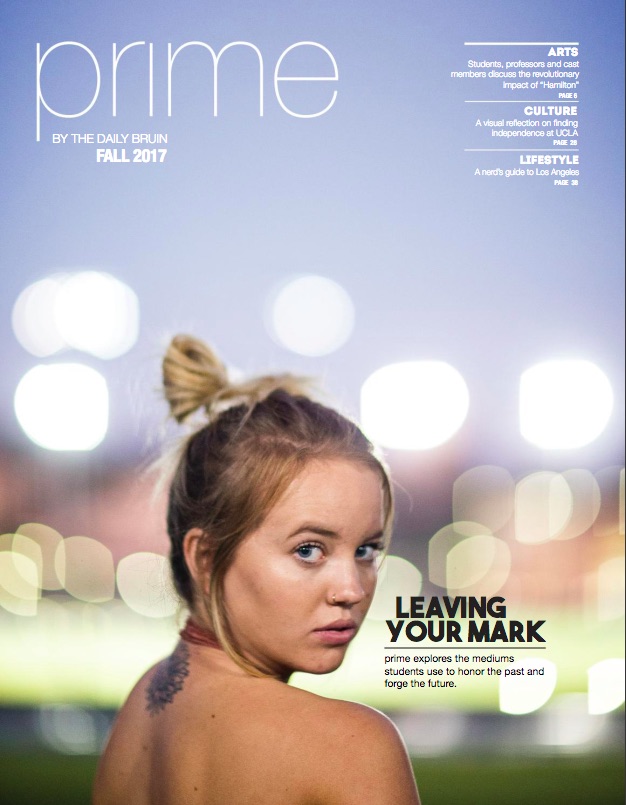 prime
BY THE DAILY BRUIN
FALL 2017
ARTS
Students, professors and cast
members discuss the revolutionary
impact of "Hamilton"
CULTURE
A visual reflection on finding
independence at UCLA
LIFESTYLE
A nerd's guide to Los Angeles
LEAVING
YOUR MARK
prime explores the mediums
students use to honor the past and
forge the future.